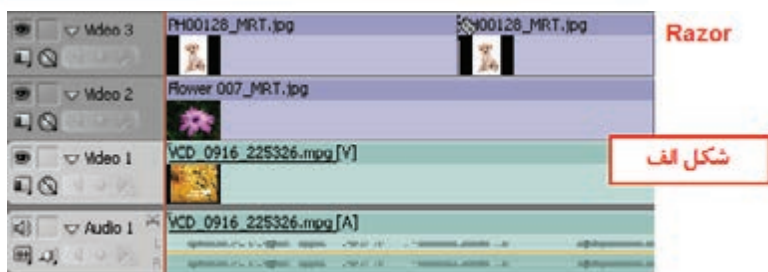 Video 3
PH00128_MRT.jpg
PH00128_MRT.jpg
Razor
Video 2
Flower 007_MRT.jpg
Video 1
VCD_0916_225326.mpg [V]
شکل الف
Audio 1
VCD_0916_225326.mpg [A]
L
R